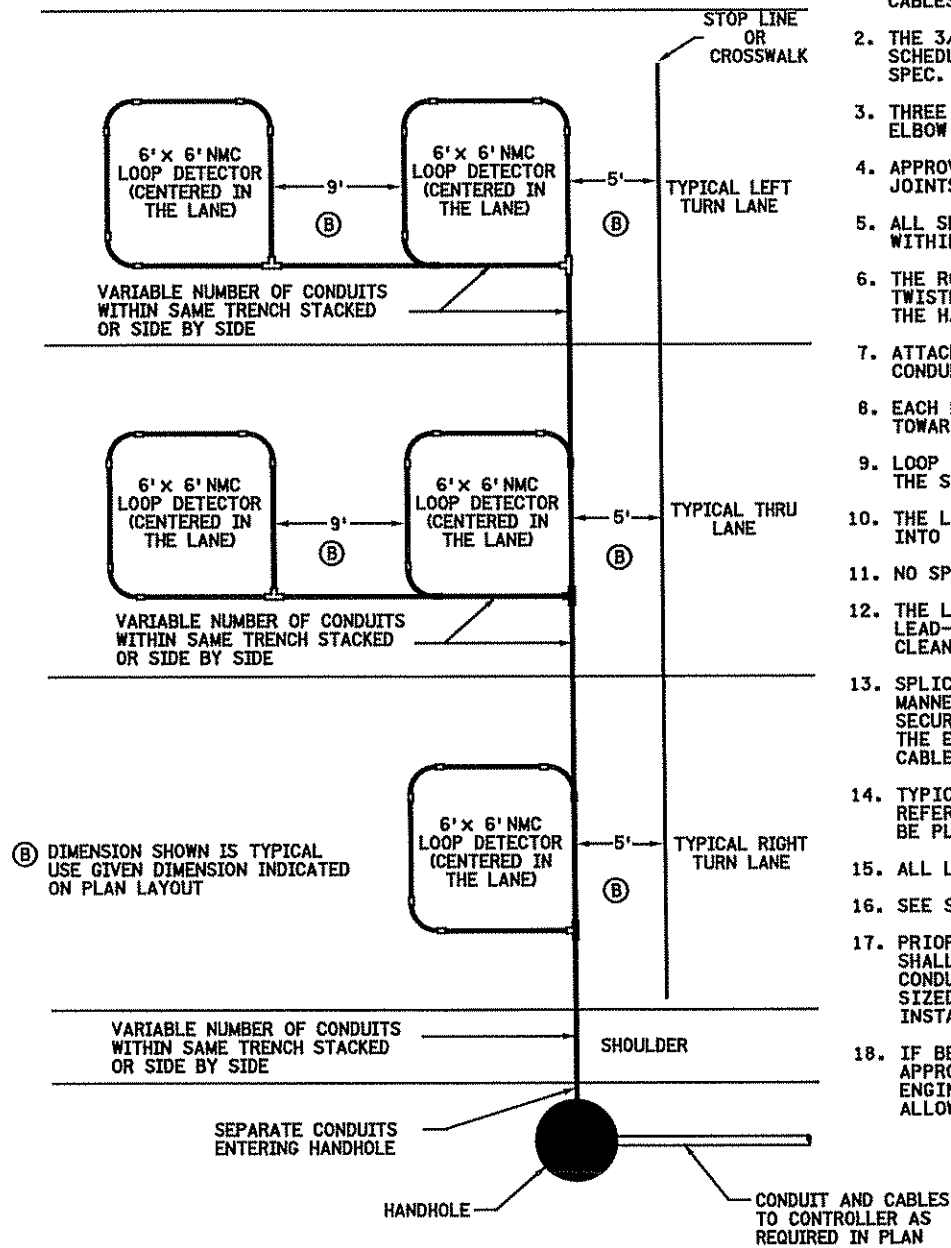 STOP LINE
OR
CROSSWALK
6' X 6' NMC
LOOP DETECTOR
(CENTERED IN
THE LANE)
9'
B
6' X 6' NMC
LOOP DETECTOR
(CENTERED IN
THE LANE)
5'
B
TYPICAL LEFT
TURN LANE
VARIABLE NUMBER OF CONDUITS
WITHIN SAME TRENCH STACKED
OR SIDE BY SIDE
6' X 6' NMC
LOOP DETECTOR
(CENTERED IN
THE LANE)
9'
B
6' X 6' NMC
LOOP DETECTOR
(CENTERED IN
THE LANE)
5'
B
TYPICAL THRU
LANE
VARIABLE NUMBER OF CONDUITS
WITHIN SAME TRENCH STACKED
OR SIDE BY SIDE
6' X 6' NMC
LOOP DETECTOR
(CENTERED IN
THE LANE)
5'
B
TYPICAL RIGHT
TURN LANE
B DIMENSION SHOWN IS TYPICAL
USE GIVEN DIMENSION INDICATED
ON PLAN LAYOUT
VARIABLE NUMBER OF CONDUITS
WITHIN SAME TRENCH STACKED
OR SIDE BY SIDE
SHOULDER
SEPARATE CONDUITS
ENTERING HANDHOLE
HANDHOLE
CONDUIT AND CABLES
TO CONTROLLER AS
REQUIRED IN PLAN
CABLES
2. THE 3/
SCHEDU
SPEC.
3. THREE
ELBOW
4. APPROV
JOINTS
5. ALL S
WITHI
6. THE R
TWIST
THE H
7. ATTAC
CONDU
8. EACH
TOWAR
9. LOOP
THE S
10. THE L
INTO
11. NO SP
12. THE L
LEAD-
CLEAN
13. SPLIC
MANNE
SECUR
THE E
CABLE
14. TYPIC
REFER
BE PL
15. ALL L
16. SEE S
17. PRIOR
SHALL
CONDU
SIZED
INSTA
18. IF BE
APPRO
ENGIN
ALLOW